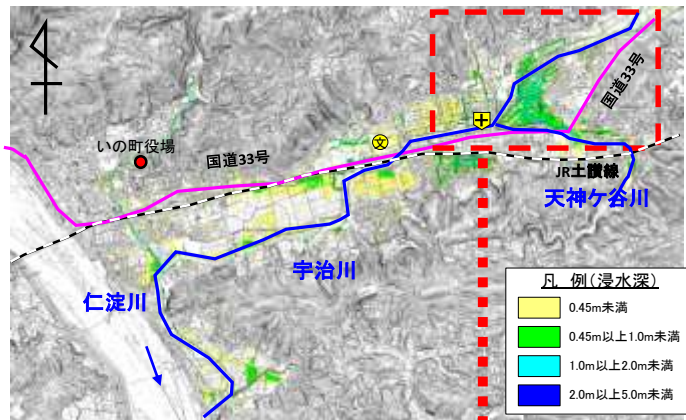 国道33号
文
いの町役場
国道33号
JR土讃線
天神ケ谷川
宇治川
仁淀川
凡 例(浸水深)
0.45m未満
0.45m以上1.0m未満
1.0m以上2.0m未満
2.0m以上5.0m未満